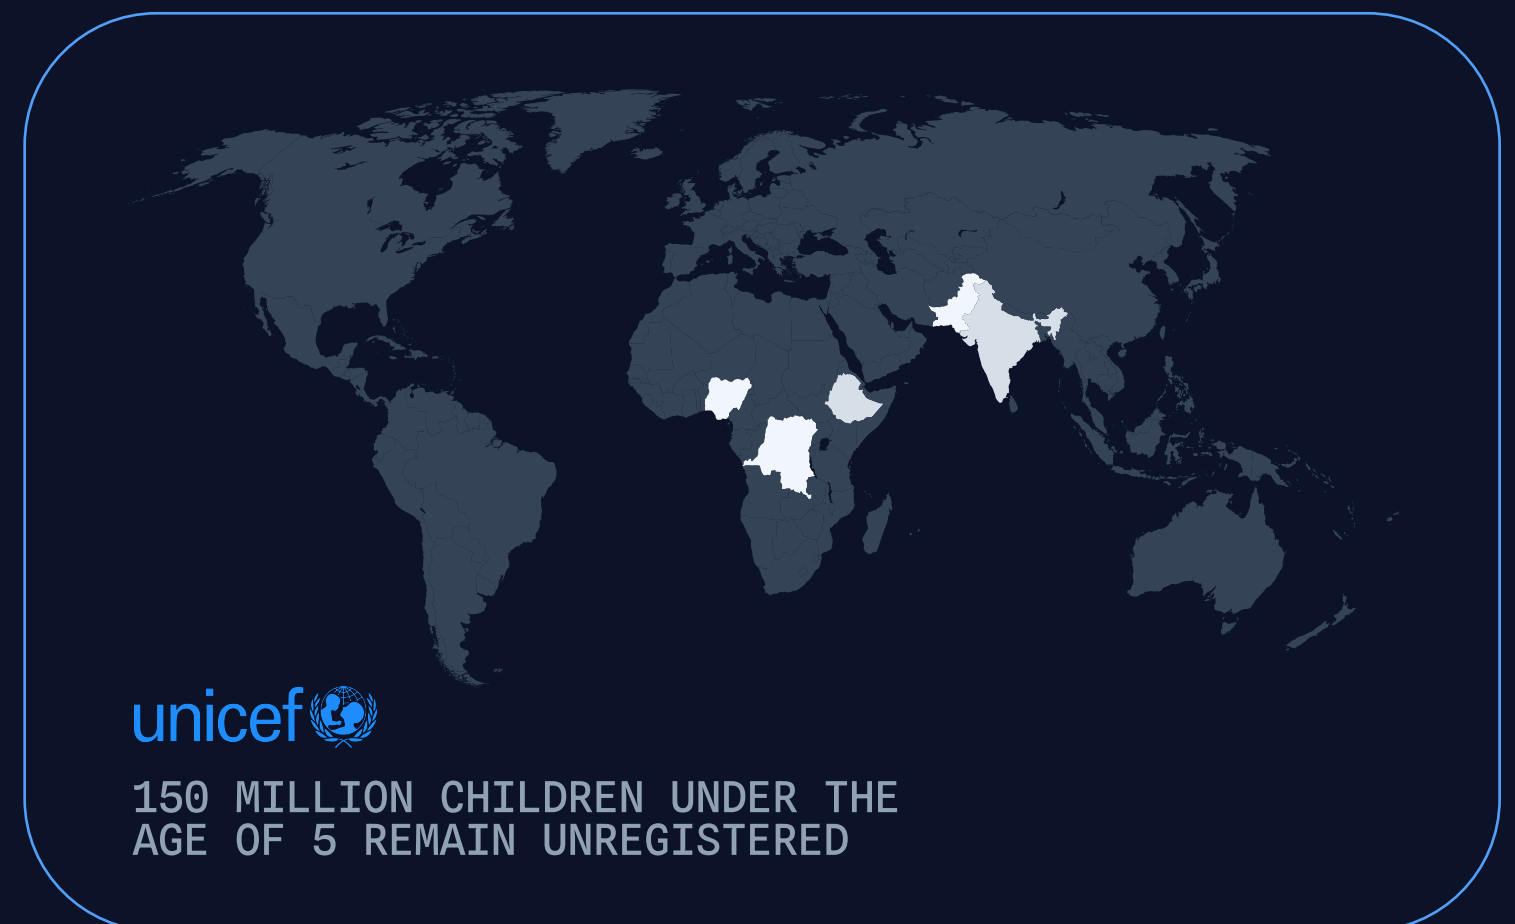 unicef
150 MILLION CHILDREN UNDER THE
AGE OF 5 REMAIN UNREGISTERED